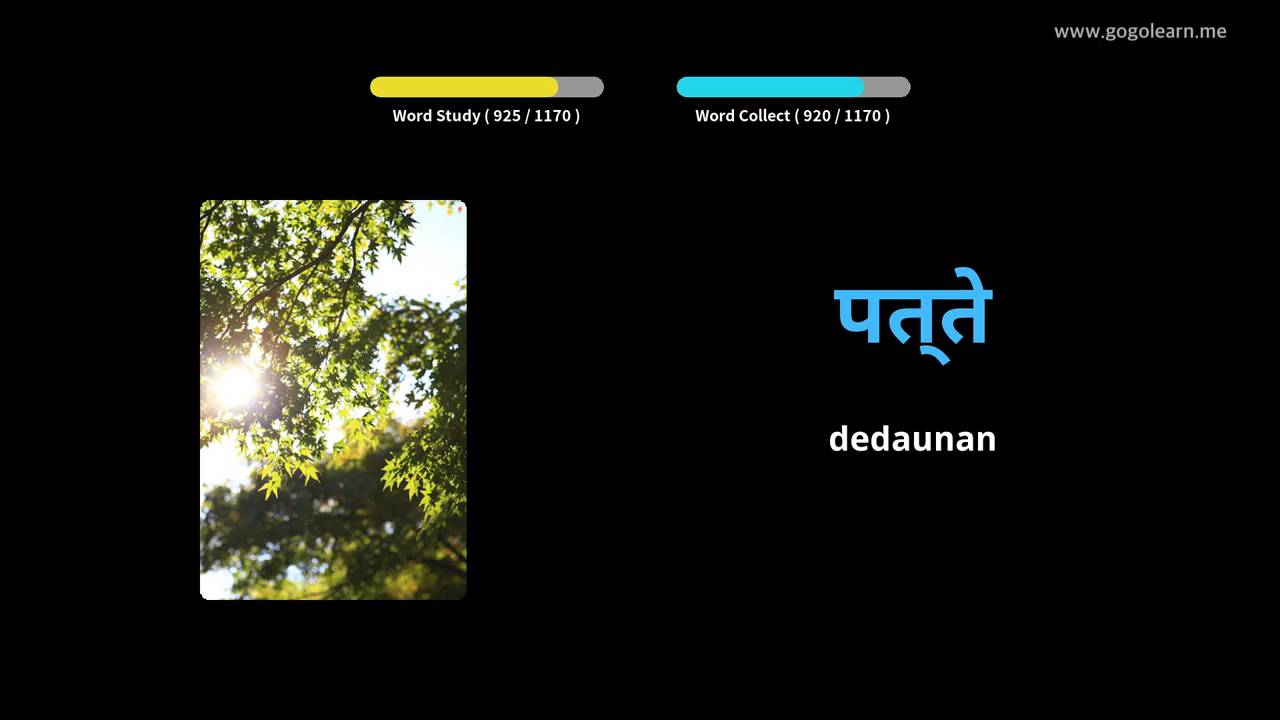 www.gogolearn.me
Word Study ( 925 / 1170 )
Word Collect ( 920 / 1170 )
पत्‌ते
dedaunan